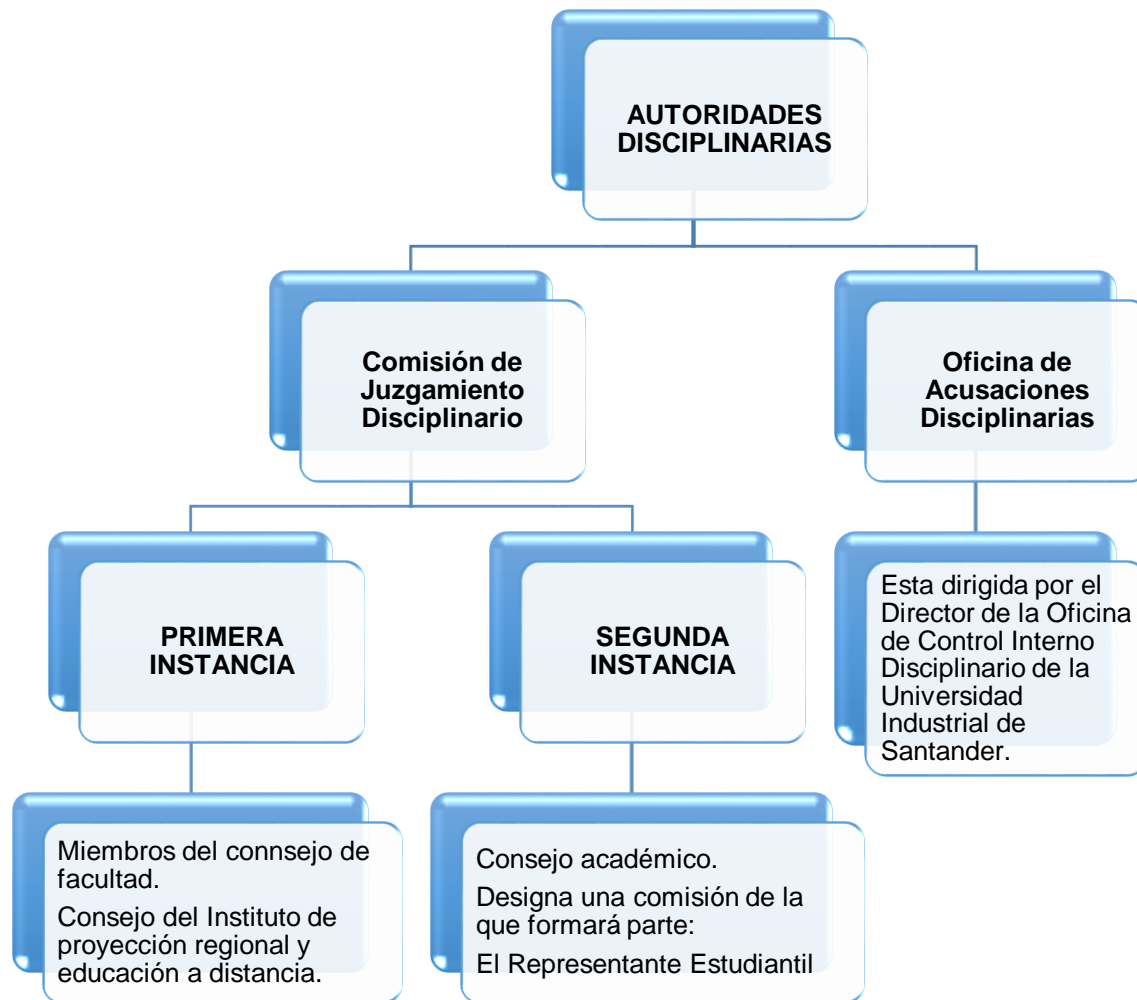 AUTORIDADES
DISCIPLINARIAS
Comisión de
Juzgamiento
Disciplinario
Oficina de
Acusaciones
Disciplinarias
PRIMERA
INSTANCIA
SEGUNDA
INSTANCIA
Esta dirigida por el
Director de la Oficina
de Control Interno
Disciplinario de la
Universidad
Industrial de
Santander.
Miembros del connsejo de
facultad.
Consejo del Instituto de
proyección regional y
educación a distancia.
Consejo académico.
Designa una comisión de la
que formará parte:
El Representante Estudiantil